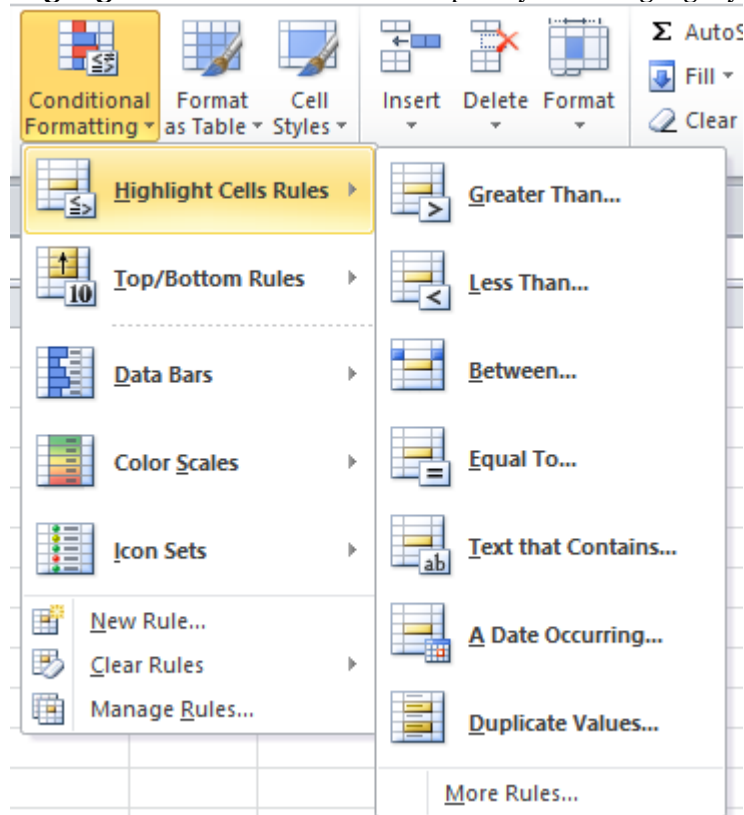 Conditional Formatting
Format as Table
Cell Styles
Insert
Delete
Format
Σ AutoS
Fill
Clear
Highlight Cells Rules
Top/Bottom Rules
Data Bars
Color Scales
Icon Sets
New Rule...
Clear Rules
Manage Rules...
Greater Than...
Less Than...
Between...
Equal To...
Text that Contains...
A Date Occurring...
Duplicate Values...
More Rules...